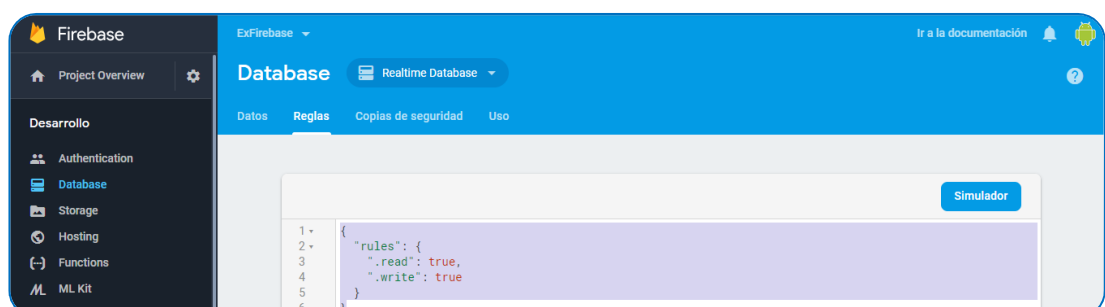 Firebase
ExFirebase
Ir a la documentación
Project Overview
Database
Realtime Database
Datos
Reglas
Copias de seguridad
Uso
Desarrollo
Authentication
Database
Storage
Hosting
Functions
ML Kit
Simulador
1 {
2 "rules": {
3 ".read": true,
4 ".write": true
5 }
6 }